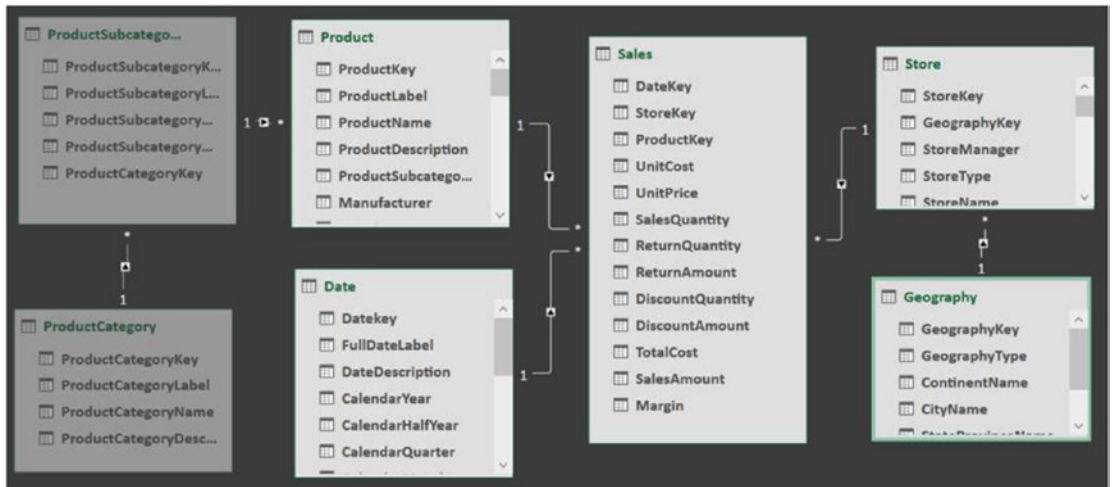 ProductSubcatego...
ProductSubcategoryK...
ProductSubcategoryL...
ProductSubcategory...
ProductSubcategory...
ProductCategoryKey
1
*
Product
ProductKey
ProductLabel
ProductName
ProductDescription
ProductSubcatego...
Manufacturer
1
*
Sales
DateKey
StoreKey
ProductKey
UnitCost
UnitPrice
SalesQuantity
ReturnQuantity
ReturnAmount
DiscountQuantity
DiscountAmount
TotalCost
SalesAmount
Margin
*
1
Store
StoreKey
GeographyKey
StoreManager
StoreType
StoreName
*
1
*
1
ProductCategory
ProductCategoryKey
ProductCategoryLabel
ProductCategoryName
ProductCategoryDesc...
Date
Datekey
FullDateLabel
DateDescription
CalendarYear
CalendarHalfYear
CalendarQuarter
1
*
Geography
GeographyKey
GeographyType
ContinentName
CityName
StateProvinceName